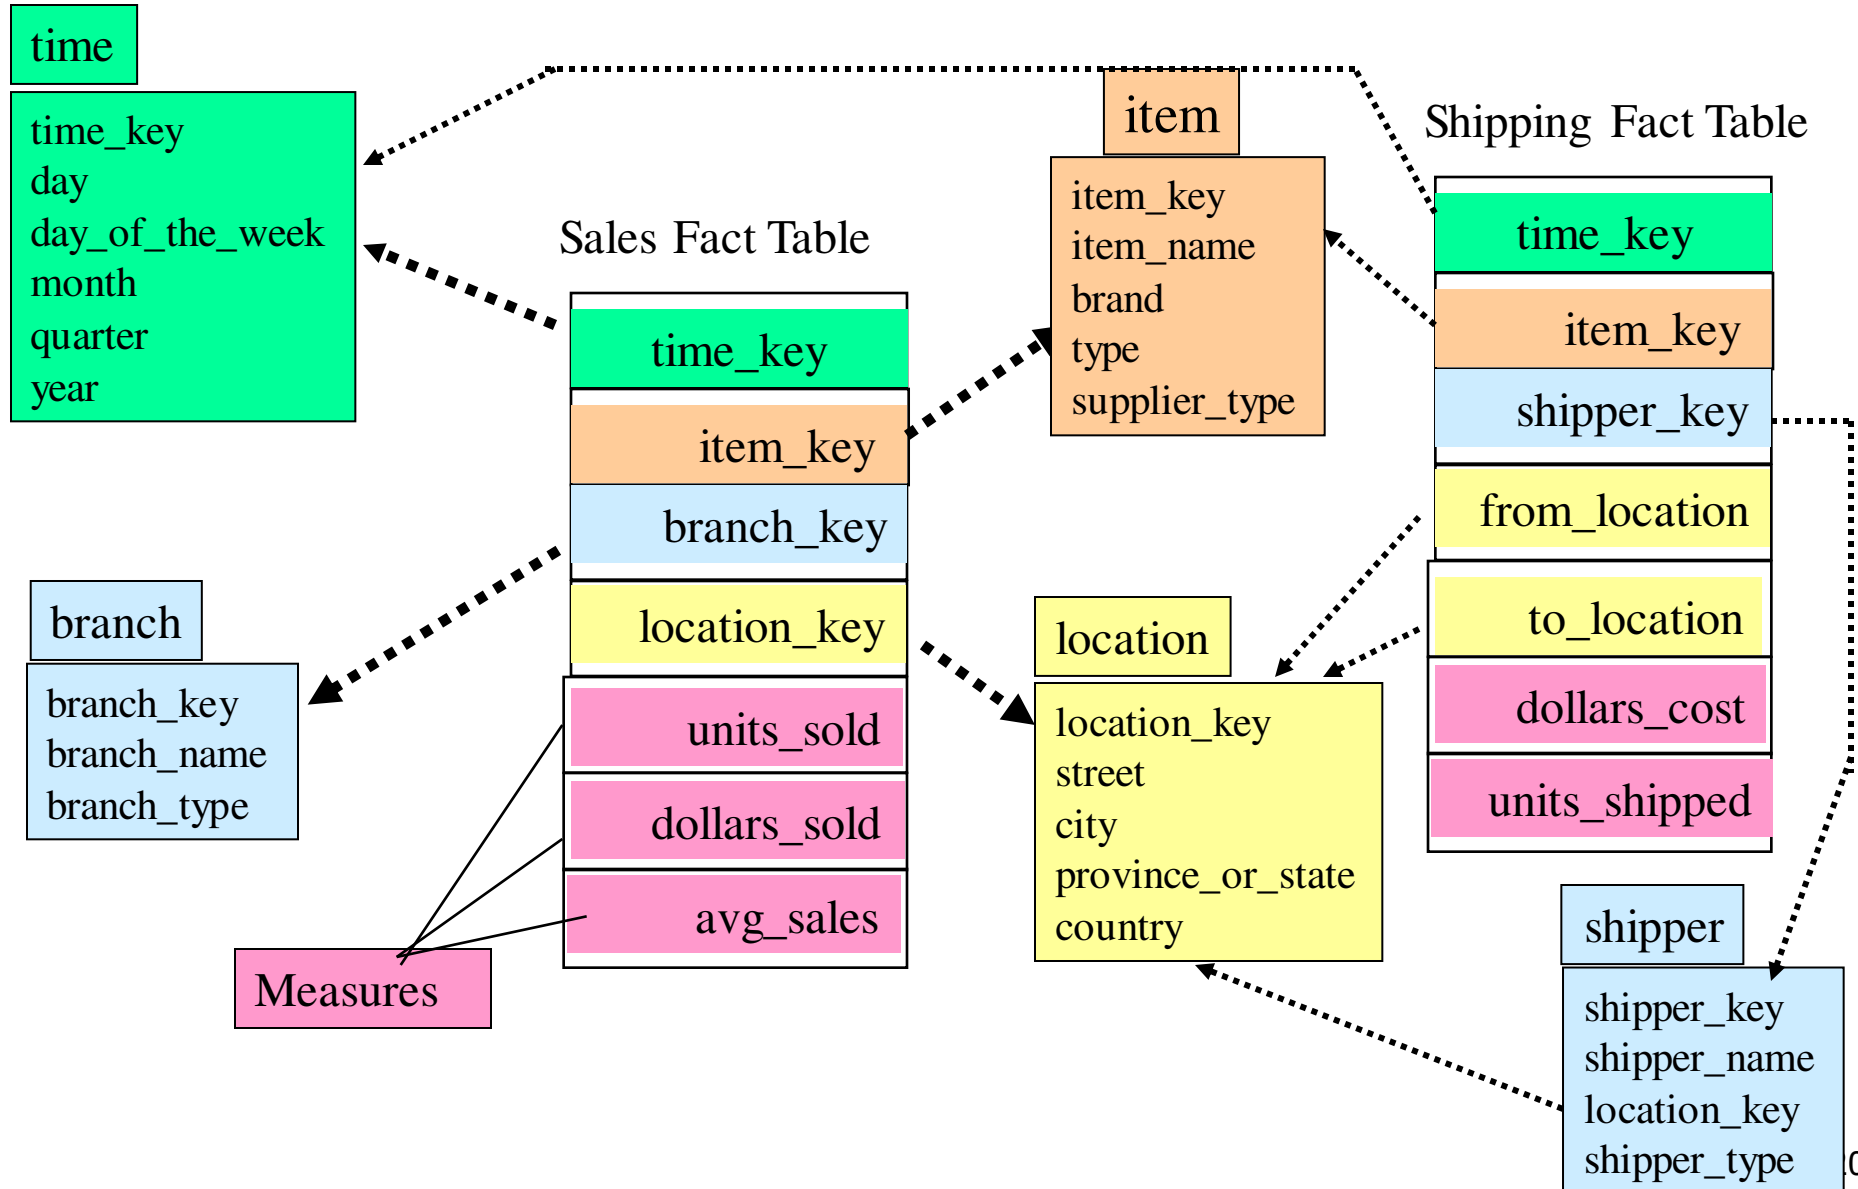 time
time_key
day
day_of_the_week
month
quarter
year
branch
branch_key
branch_name
branch_type
Sales Fact Table
time_key
item_key
branch_key
location_key
units_sold
dollars_sold
avg_sales
Measures
item
item_key
item_name
brand
type
supplier_type
location
location_key
street
city
province_or_state
country
Shipping Fact Table
time_key
item_key
shipper_key
from_location
to_location
dollars_cost
units_shipped
shipper
shipper_key
shipper_name
location_key
shipper_type